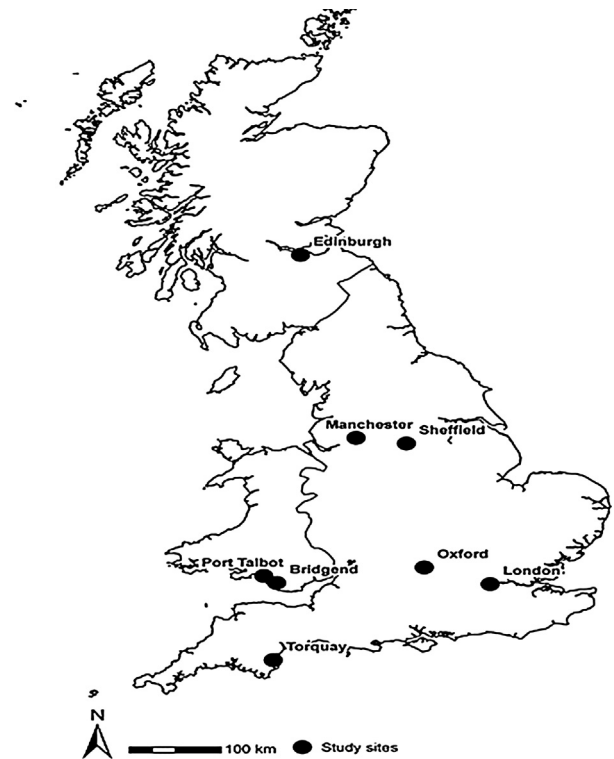 Edinburgh
Manchester
Sheffield
Port Talbot
Bridgend
Oxford
London
Torquay
N
100 km
Study sites